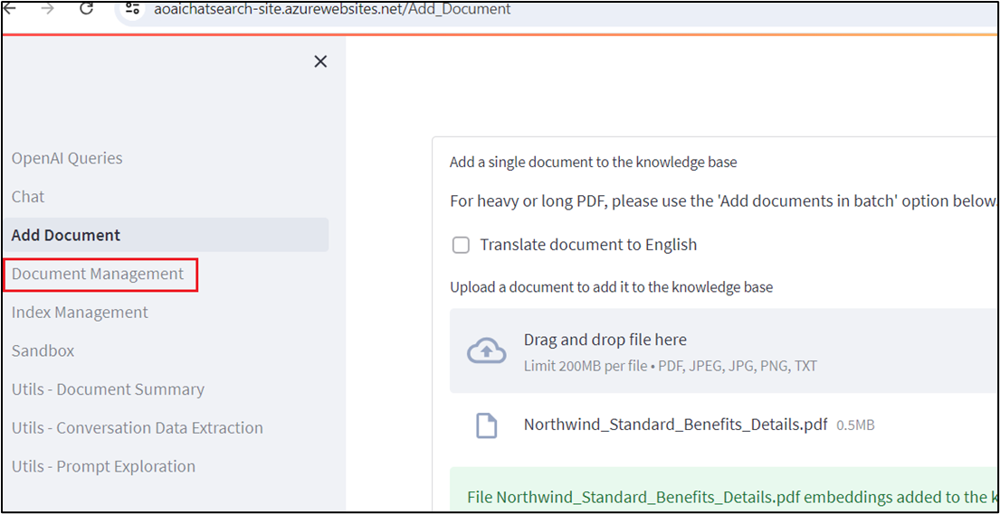 aoaichatsearch-site.azurewebsites.net/Add_Document
OpenAI Queries
Chat
Add Document
Document Management
Index Management
Sandbox
Utils - Document Summary
Utils - Conversation Data Extraction
Utils - Prompt Exploration
Add a single document to the knowledge base
For heavy or long PDF, please use the 'Add documents in batch' option below.
Translate document to English
Upload a document to add it to the knowledge base
Drag and drop file here
Limit 200MB per file • PDF, JPEG, JPG, PNG, TXT
Northwind_Standard_Benefits_Details.pdf 0.5MB
File Northwind_Standard_Benefits_Details.pdf embeddings added to the